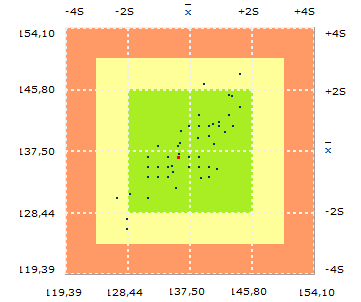 -4S -2S x̄ +2S +4S
154,10 +4S
145,80 +2S
137,50 x̄
128,44 -2S
119,39 -4S
119,39 128,44 137,50 145,80 154,10